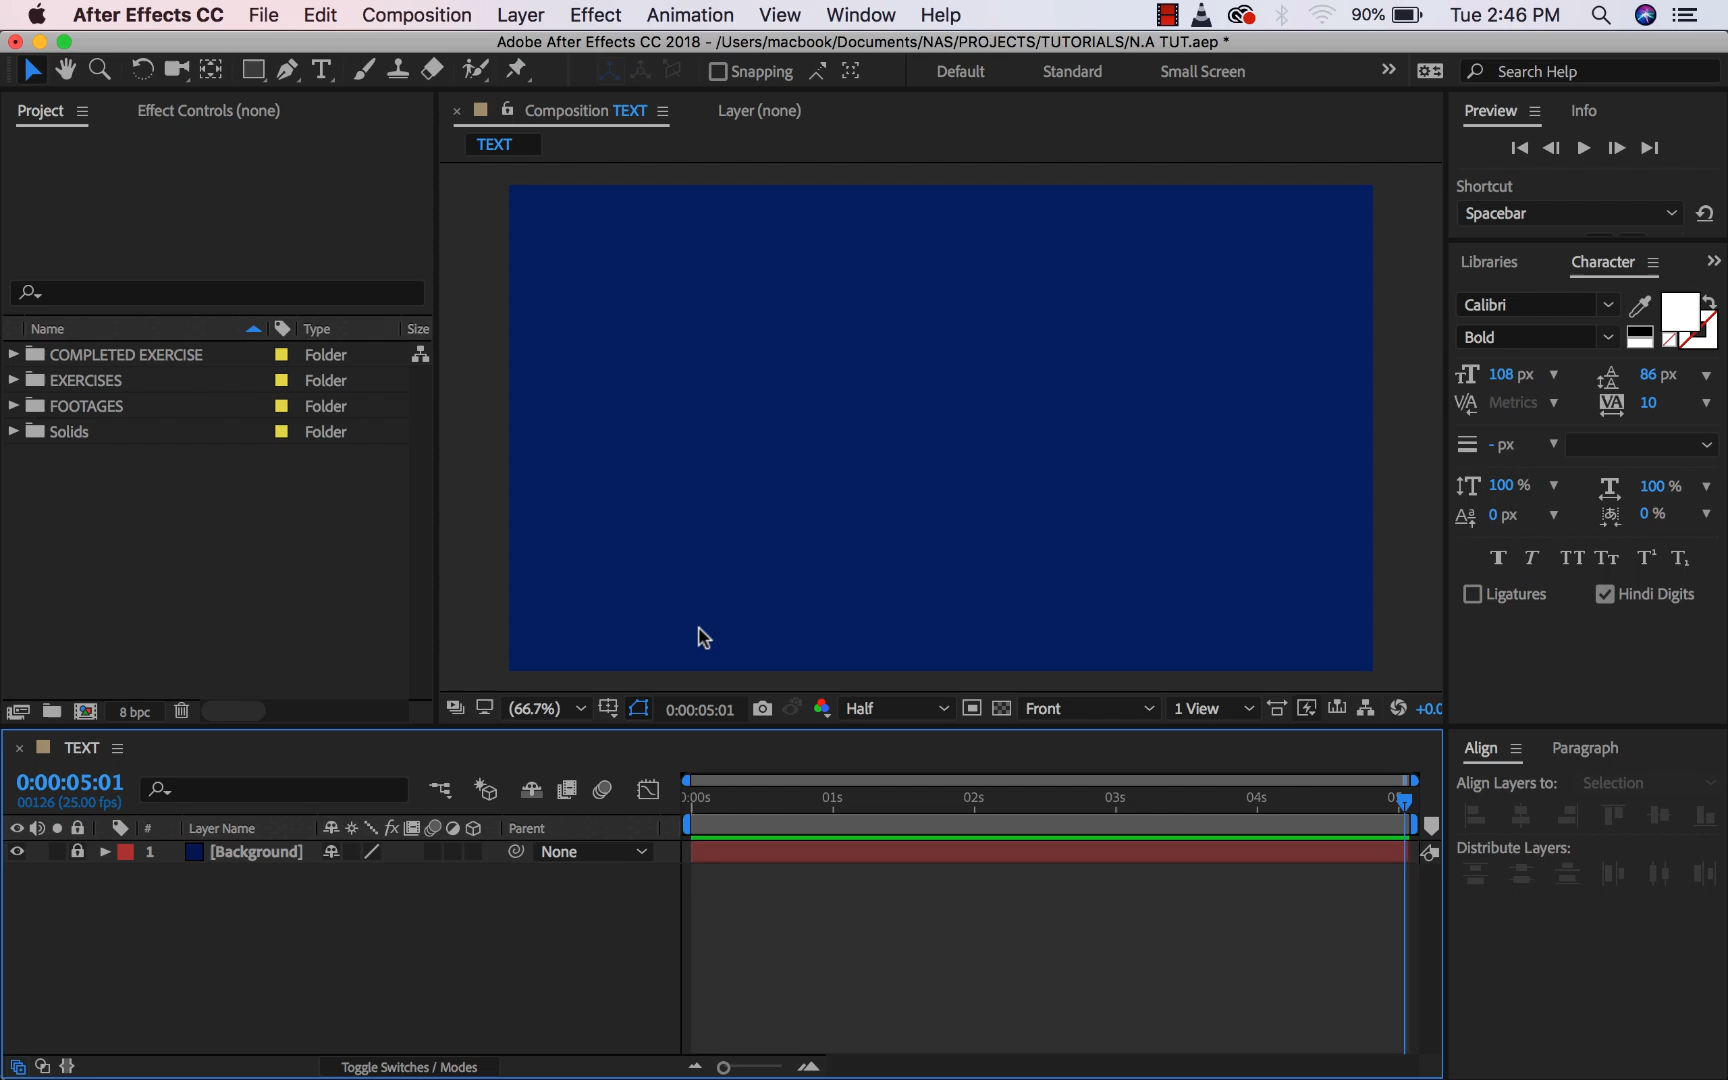 After Effects CC File Edit Composition Layer Effect Animation View Window Help 90% Tue 2:46 PM
Adobe After Effects CC 2018 - /Users/macbook/Documents/NAS/PROJECTS/TUTORIALS/N.A TUT.aep *
Snapping Default Standard Small Screen Search Help
Project Effect Controls (none) Composition TEXT Layer (none) Preview Info
TEXT
Shortcut
Spacebar
Libraries Character
Calibri
Name Type Size
Bold
COMPLETED EXERCISE Folder
108 px 86 px
EXERCISES Folder
Metrics 10
FOOTAGES Folder
Solids Folder
- px
100 % 100 %
0 px 0 %
Ligatures Hindi Digits
8 bpc (66.7%) 0:00:05:01 Half Front 1 View +0.0
TEXT Align Paragraph
0:00:05:01
Align Layers to: Selection
00126 (25.00 fps)
0:00s 01s 02s 03s 04s
# Layer Name fx Parent
1 [Background] None
Distribute Layers:
Toggle Switches / Modes